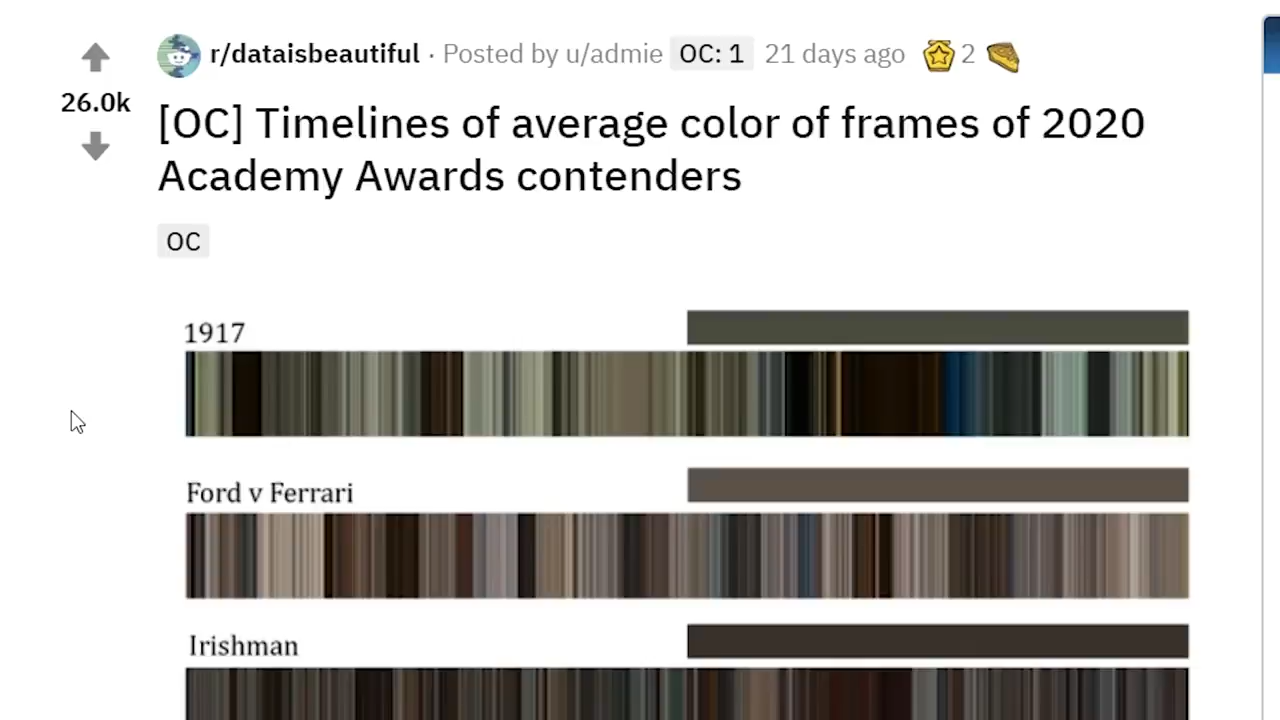 r/dataisbeautiful · Posted by u/admie OC: 1 21 days ago 2
26.0k
[OC] Timelines of average color of frames of 2020
Academy Awards contenders
OC
1917
Ford v Ferrari
Irishman